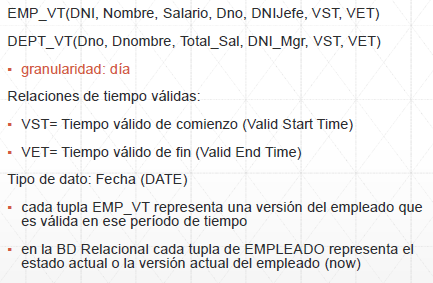 EMP_VT(DNI, Nombre, Salario, Dno, DNIJefe, VST, VET)
DEPT_VT(Dno, Dnombre, Total_Sal, DNI_Mgr, VST, VET)
▪ granularidad: día
Relaciones de tiempo válidas:
▪ VST= Tiempo válido de comienzo (Valid Start Time)
▪ VET= Tiempo válido de fin (Valid End Time)
Tipo de dato: Fecha (DATE)
▪ cada tupla EMP_VT representa una versión del empleado que
es válida en ese período de tiempo
▪ en la BD Relacional cada tupla de EMPLEADO representa el
estado actual o la versión actual del empleado (now)